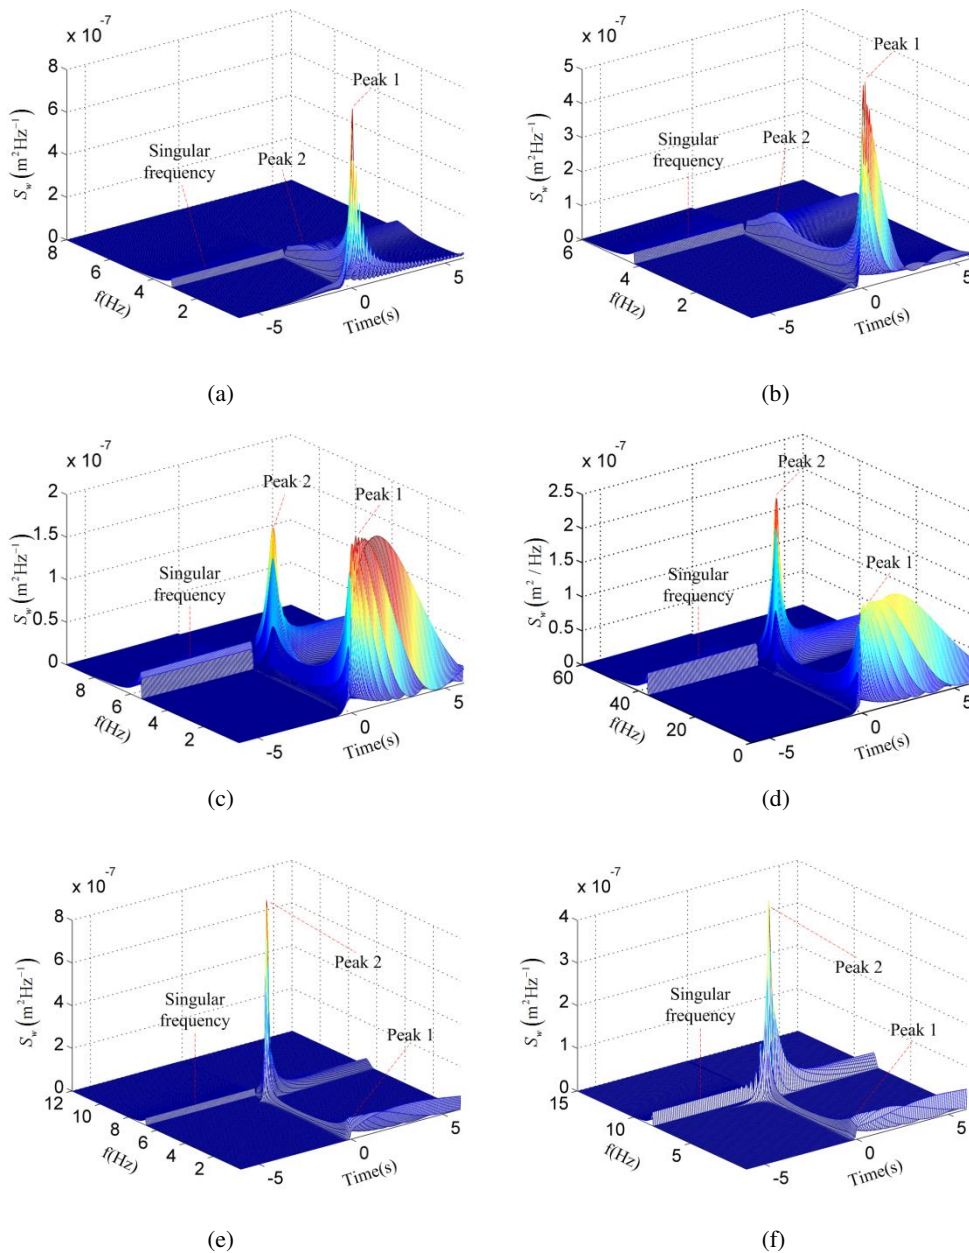 x 10⁻⁷
8
6
4
2
0
S_w (m²Hz⁻¹)
Peak 1
Singular
frequency
Peak 2
8
6
4
2
f(Hz)
-5
0
5
Time(s)
(a)
x 10⁻⁷
5
4
3
2
1
0
S_w (m²Hz⁻¹)
Peak 1
Singular
frequency
Peak 2
6
4
2
f(Hz)
-5
0
5
Time(s)
(b)
x 10⁻⁷
2
1.5
1
0.5
0
S_w (m²Hz⁻¹)
Peak 2
Peak 1
Singular
frequency
8
6
4
2
f(Hz)
-5
0
5
Time(s)
(c)
x 10⁻⁷
2.5
2
1.5
1
0.5
0
S_w (m² / Hz)
Peak 2
Peak 1
Singular
frequency
60
40
20
0
f(Hz)
-5
0
5
Time(s)
(d)
x 10⁻⁷
8
6
4
2
0
S_w (m²Hz⁻¹)
Peak 2
Singular
frequency
Peak 1
12
10
8
6
4
2
f(Hz)
-5
0
5
Time(s)
(e)
x 10⁻⁷
4
3
2
1
0
S_w (m²Hz⁻¹)
Peak 2
Singular
frequency
Peak 1
15
10
5
f(Hz)
-5
0
5
Time(s)
(f)